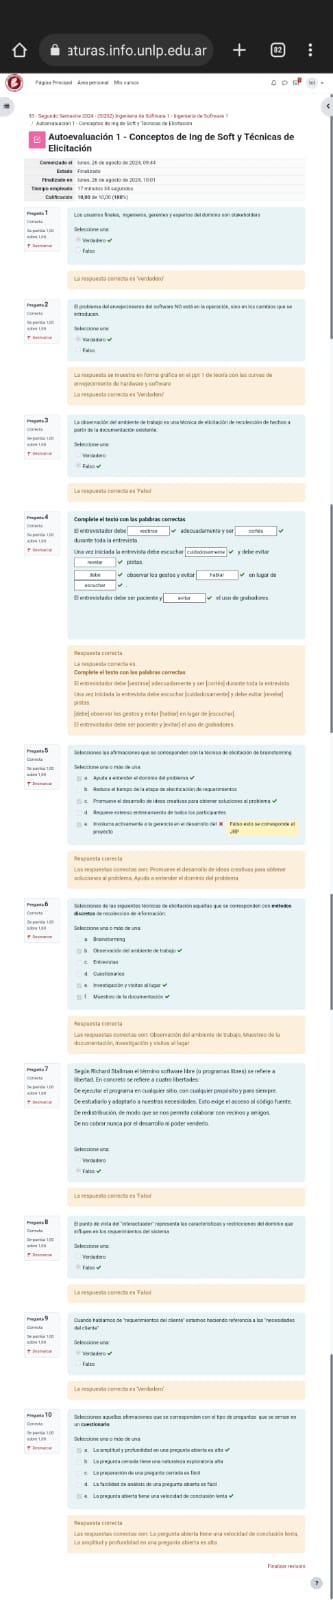 aturas.info.unlp.edu.ar
82
Página Principal Área personal Mis cursos
Autoevaluación 1 - Conceptos de Ing de Soft y Técnicas de
Elicitación
Comenzado el lunes, 26 de agosto de 2024, 09:44
Estado Finalizado
Finalizado en lunes, 26 de agosto de 2024, 10:01
Tiempo empleado 17 minutos 34 segundos
Calificación 10,00 de 10,00 (100%)
Pregunta 1
Correcta
Se puntúa 1,00 sobre 1,00
Desmarcar
Los usuarios finales, ingenieros, gerentes y expertos del dominio son stakeholders
Seleccione una:
Verdadero
Falso
La respuesta correcta es 'Verdadero'
Pregunta 2
Correcta
Se puntúa 1,00 sobre 1,00
Desmarcar
El problema del envejecimiento del software NO está en la operación, sino en los cambios que se
introducen.
Seleccione una:
Verdadero
Falso
La respuesta se muestra en forma gráfica en el ppt 1 de teoría con las curvas de
envejecimiento de hardware y software
La respuesta correcta es 'Verdadero'
Pregunta 3
Correcta
Se puntúa 1,00 sobre 1,00
Desmarcar
La observación del ambiente de trabajo es una técnica de elicitación de recolección de hechos a
partir de la documentación existente.
Seleccione una:
Verdadero
Falso
La respuesta correcta es 'Falso'
Pregunta 4
Correcta
Se puntúa 1,00 sobre 1,00
Desmarcar
Complete el texto con las palabras correctas
El entrevistador debe vestirse adecuadamente y ser cortés
durante toda la entrevista.
Una vez iniciada la entrevista debe escuchar cuidadosamente y debe evitar
revelar pistas.
debe observar los gestos y evitar hablar en lugar de
escuchar .
El entrevistador debe ser paciente y evitar el uso de grabadores.
Respuesta correcta
La respuesta correcta es:
Complete el texto con las palabras correctas
El entrevistador debe [vestirse] adecuadamente y ser [cortés] durante toda la entrevista.
Una vez iniciada la entrevista debe escuchar [cuidadosamente] y debe evitar [revelar]
pistas.
[debe] observar los gestos y evitar [hablar] en lugar de [escuchar].
El entrevistador debe ser paciente y [evitar] el uso de grabadores.
Pregunta 5
Correcta
Se puntúa 1,00 sobre 1,00
Desmarcar
Selecciones las afirmaciones que se corresponden con la técnica de elicitación de brainstorming
Seleccione una o más de una:
a. Ayuda a entender el dominio del problema
b. Reduce el tiempo de la etapa de elicitación de requerimientos
c. Promueve el desarrollo de ideas creativas para obtener soluciones al problema
d. Requiere extenso entrenamiento de todos los participantes
e. Involucra activamente a la gerencia en el desarrollo del Falso esto se corresponde al
proyecto JRP
Respuesta correcta
Las respuestas correctas son: Promueve el desarrollo de ideas creativas para obtener
soluciones al problema, Ayuda a entender el dominio del problema
Pregunta 6
Correcta
Se puntúa 1,00 sobre 1,00
Desmarcar
Selecciones de las siguientes técnicas de elicitación aquellas que se corresponden con métodos
discretos de recolección de información:
Seleccione una o más de una:
a. Brainstorming
b. Observación del ambiente de trabajo
c. Entrevistas
d. Cuestionarios
e. Investigación y visitas al lugar
f. Muestreo de la documentación
Respuesta correcta
Las respuestas correctas son: Observación del ambiente de trabajo, Muestreo de la
documentación, Investigación y visitas al lugar
Pregunta 7
Correcta
Se puntúa 1,00 sobre 1,00
Desmarcar
Según Richard Stallman el término software libre (o programas libres) se refiere a
libertad. En concreto se refiere a cuatro libertades:
De ejecutar el programa en cualquier sitio, con cualquier propósito y para siempre.
De estudiarlo y adaptarlo a nuestras necesidades. Esto exige el acceso al código fuente.
De redistribución, de modo que se nos permita colaborar con vecinos y amigos.
De no cobrar nunca por el desarrollo ni poder venderlo.
Seleccione una:
Verdadero
Falso
La respuesta correcta es 'Falso'
Pregunta 8
Correcta
Se puntúa 1,00 sobre 1,00
Desmarcar
El punto de vista del "interactuador" representa las características y restricciones del dominio que
influyen en los requerimientos del sistema
Seleccione una:
Verdadero
Falso
La respuesta correcta es 'Falso'
Pregunta 9
Correcta
Se puntúa 1,00 sobre 1,00
Desmarcar
Cuando hablamos de "requerimientos del cliente" estamos haciendo referencia a las "necesidades
del cliente"
Seleccione una:
Verdadero
Falso
La respuesta correcta es 'Verdadero'
Pregunta 10
Correcta
Se puntúa 1,00 sobre 1,00
Desmarcar
Selecciones aquellas afirmaciones que se corresponden con el tipo de preguntas que se arman en
un cuestionario
Seleccione una o más de una:
a. La amplitud y profundidad en una pregunta abierta es alta
b. La pregunta cerrada tiene una naturaleza exploratoria alta
c. La preparación de una pregunta cerrada es fácil
d. La facilidad de análisis de una pregunta abierta es fácil
e. La pregunta abierta tiene una velocidad de conclusión lenta
Respuesta correcta
Las respuestas correctas son: La pregunta abierta tiene una velocidad de conclusión lenta,
La amplitud y profundidad en una pregunta abierta es alta
Finalizar revisión
?